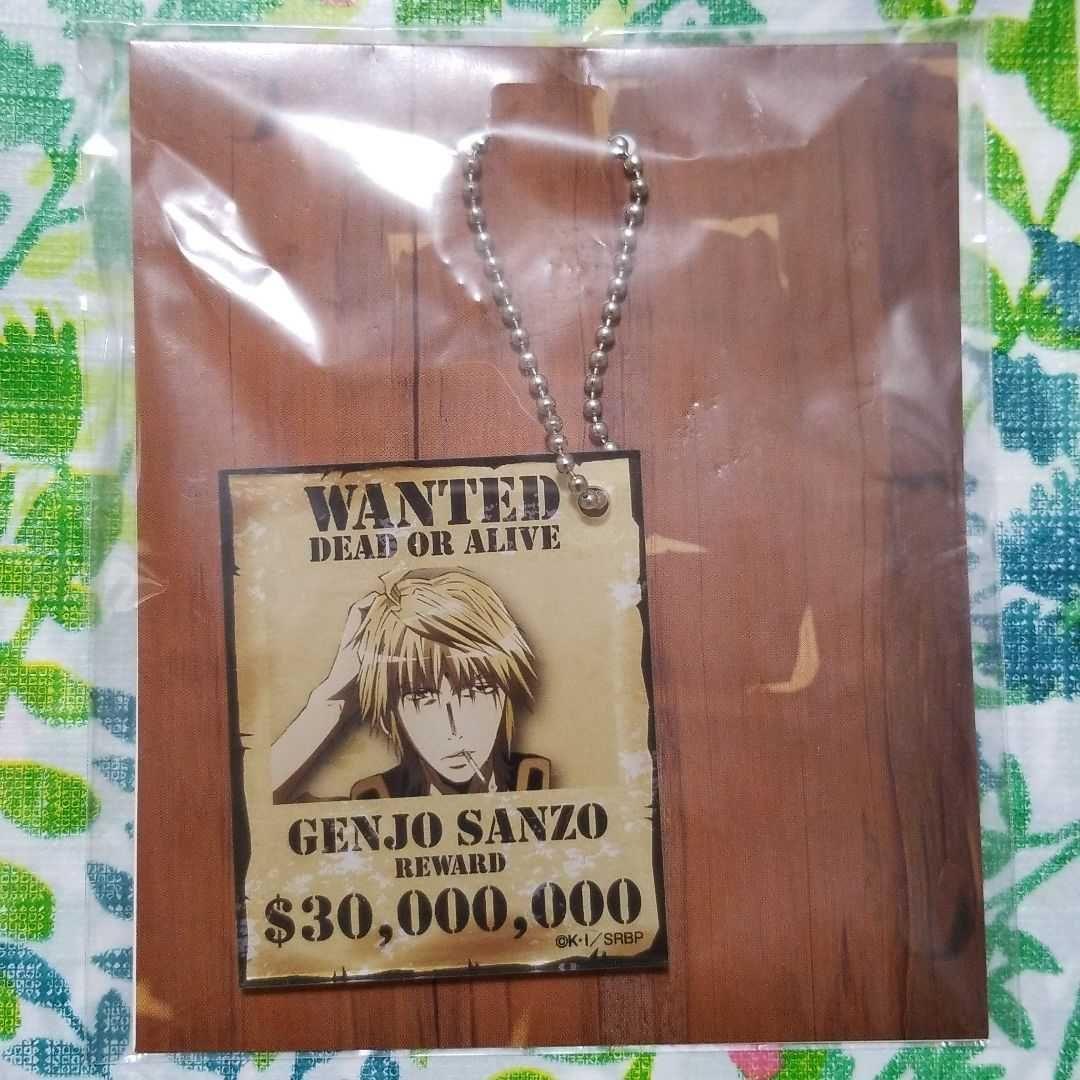 WANTED
DEAD OR ALIVE
GENJO SANZO
REWARD
$30,000,000
©K・I／SRBP